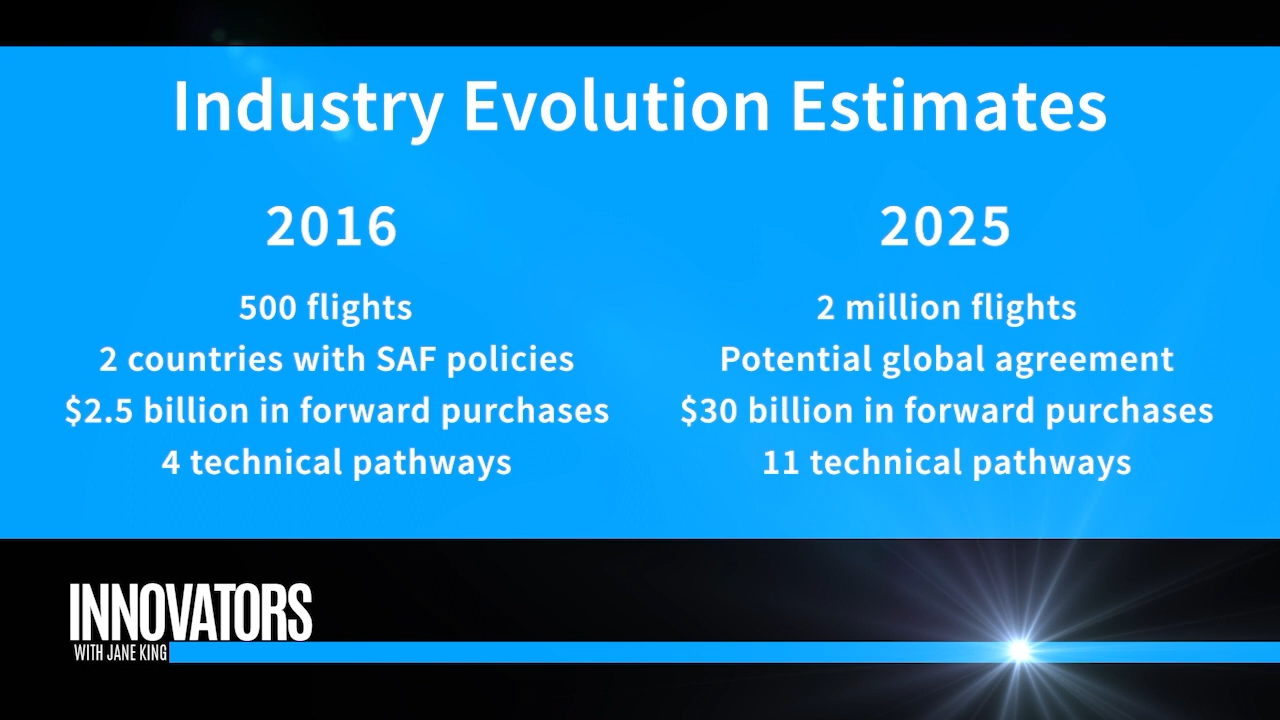 Industry Evolution Estimates
2016
500 flights
2 countries with SAF policies
$2.5 billion in forward purchases
4 technical pathways
2025
2 million flights
Potential global agreement
$30 billion in forward purchases
11 technical pathways
INNOVATORS
WITH JANE KING